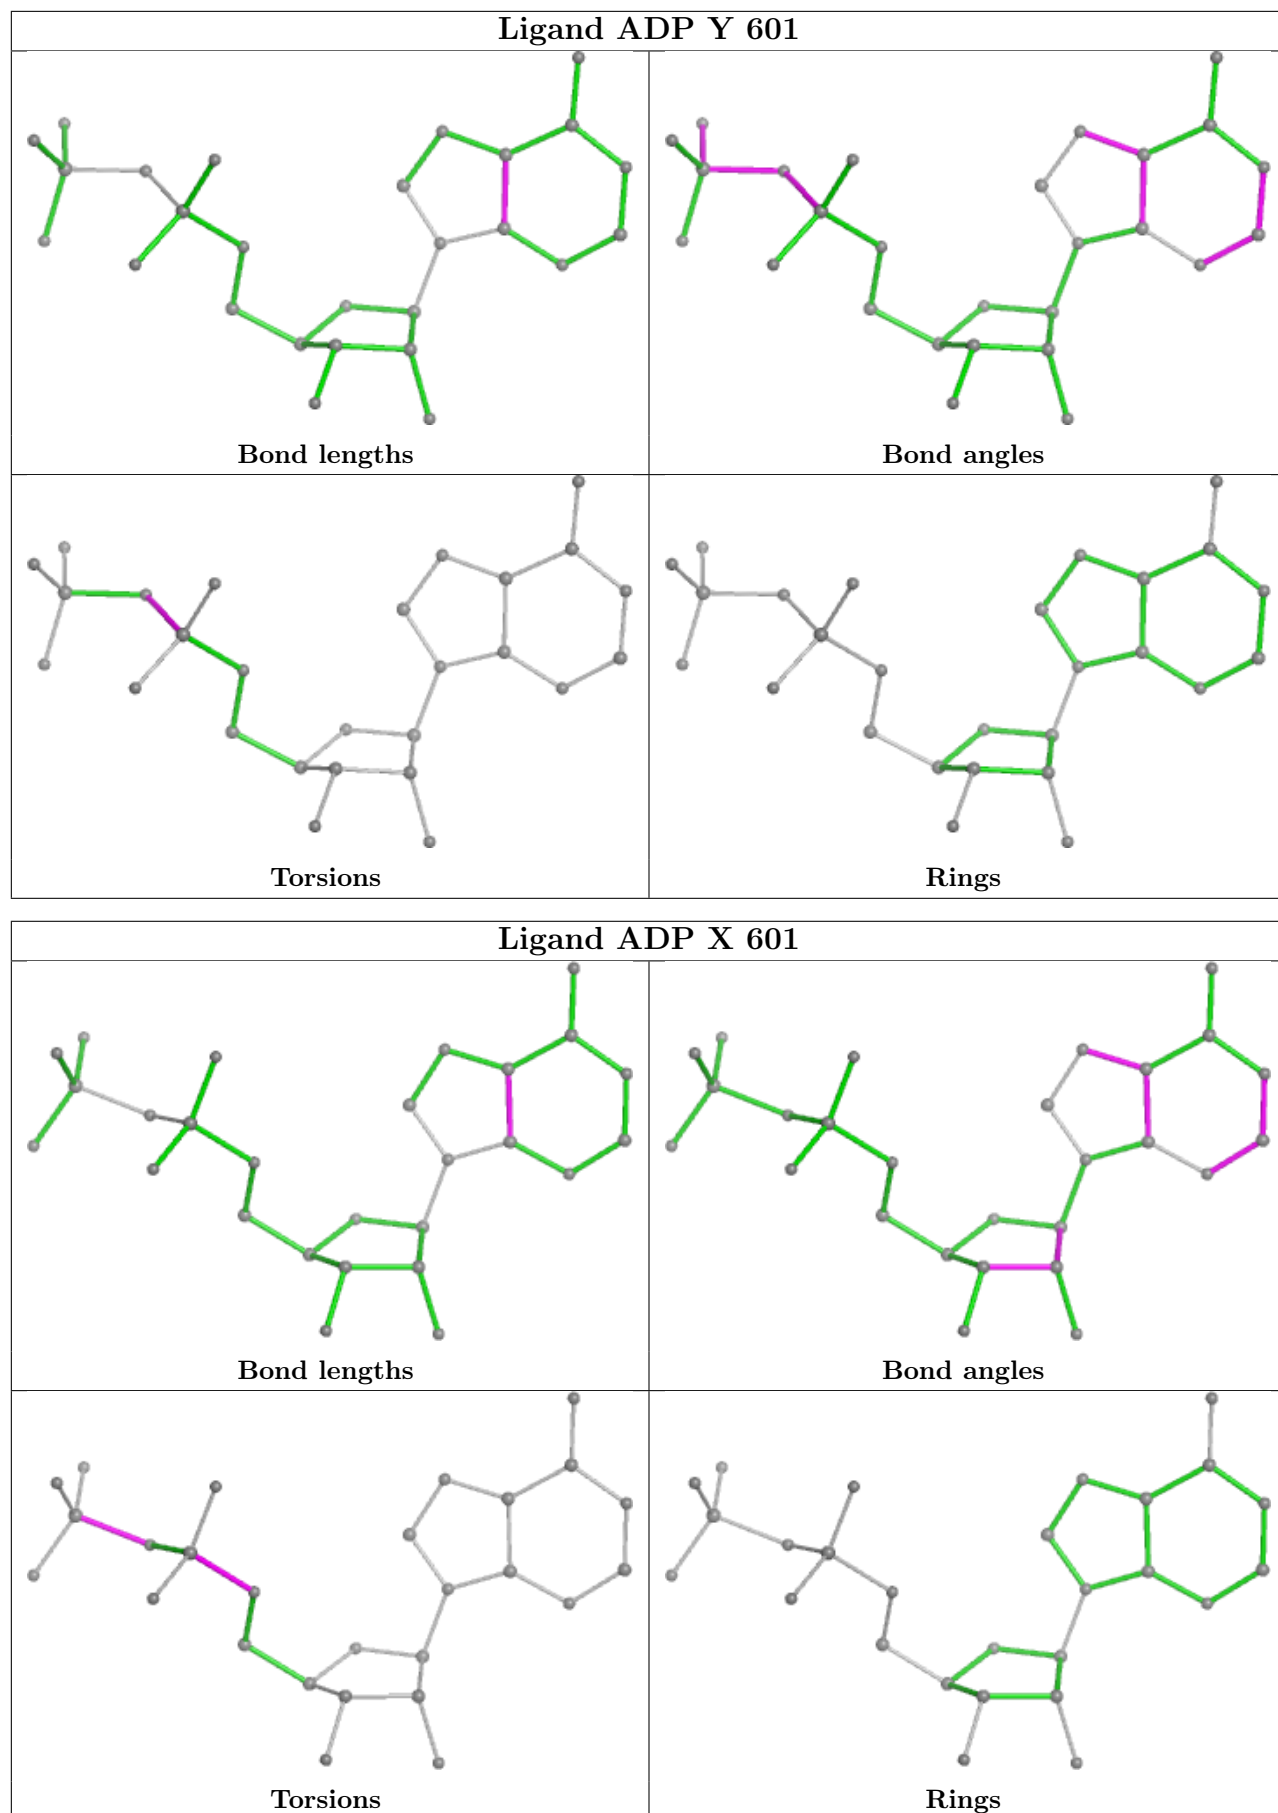 Ligand ADP Y 601
Bond lengths
Bond angles
Torsions
Rings
Ligand ADP X 601
Bond lengths
Bond angles
Torsions
Rings